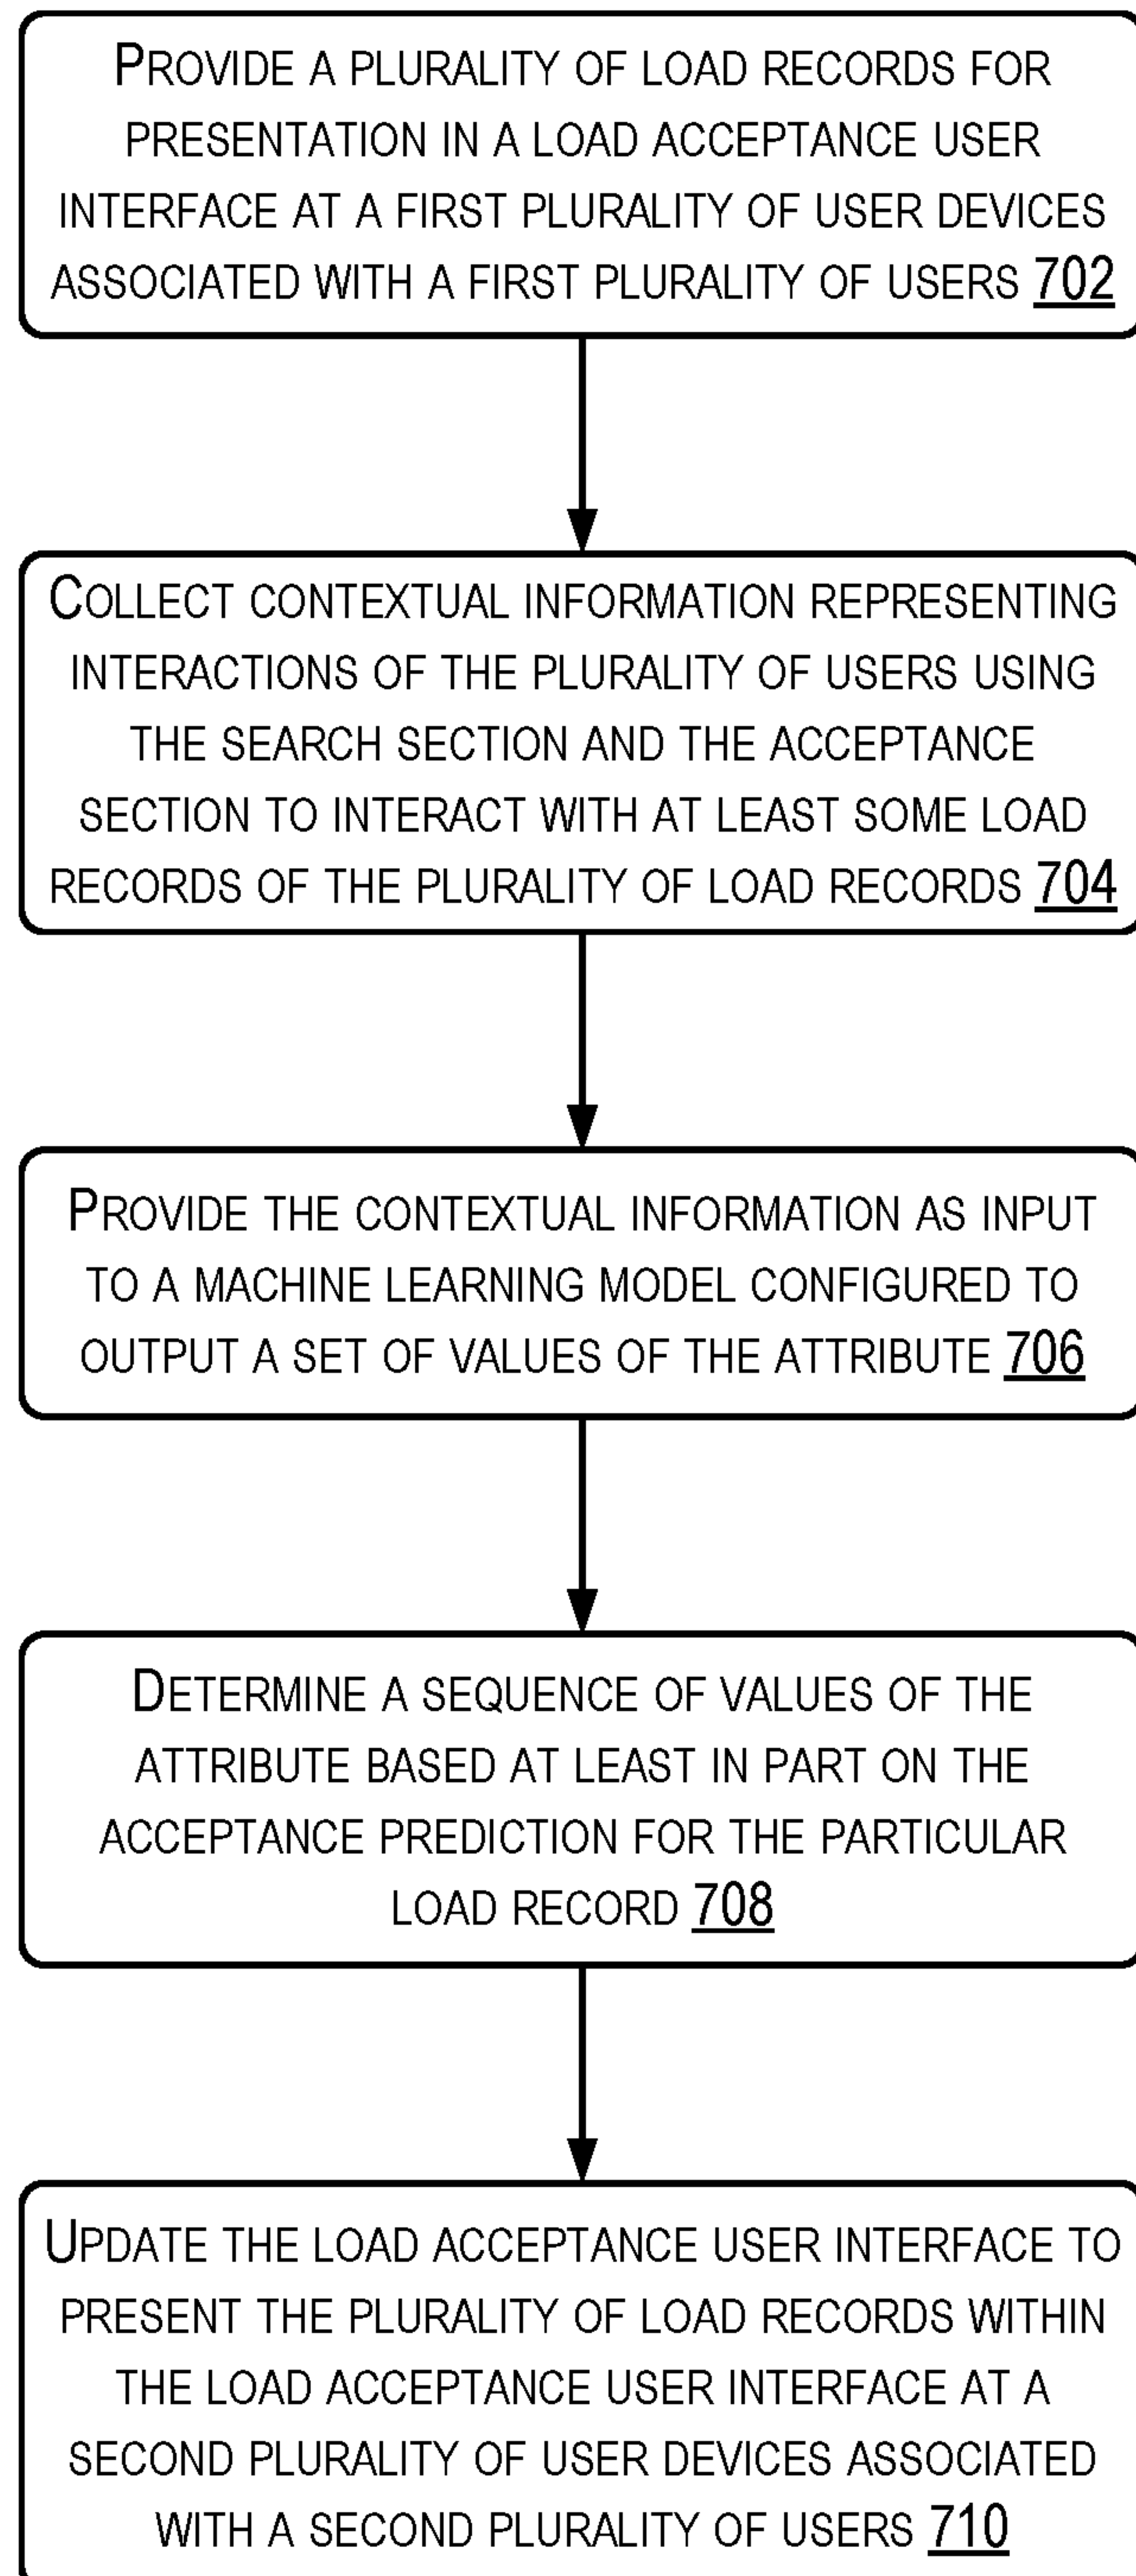 PROVIDE A PLURALITY OF LOAD RECORDS FOR
PRESENTATION IN A LOAD ACCEPTANCE USER
INTERFACE AT A FIRST PLURALITY OF USER DEVICES
ASSOCIATED WITH A FIRST PLURALITY OF USERS 702
COLLECT CONTEXTUAL INFORMATION REPRESENTING
INTERACTIONS OF THE PLURALITY OF USERS USING
THE SEARCH SECTION AND THE ACCEPTANCE
SECTION TO INTERACT WITH AT LEAST SOME LOAD
RECORDS OF THE PLURALITY OF LOAD RECORDS 704
PROVIDE THE CONTEXTUAL INFORMATION AS INPUT
TO A MACHINE LEARNING MODEL CONFIGURED TO
OUTPUT A SET OF VALUES OF THE ATTRIBUTE 706
DETERMINE A SEQUENCE OF VALUES OF THE
ATTRIBUTE BASED AT LEAST IN PART ON THE
ACCEPTANCE PREDICTION FOR THE PARTICULAR
LOAD RECORD 708
UPDATE THE LOAD ACCEPTANCE USER INTERFACE TO
PRESENT THE PLURALITY OF LOAD RECORDS WITHIN
THE LOAD ACCEPTANCE USER INTERFACE AT A
SECOND PLURALITY OF USER DEVICES ASSOCIATED
WITH A SECOND PLURALITY OF USERS 710